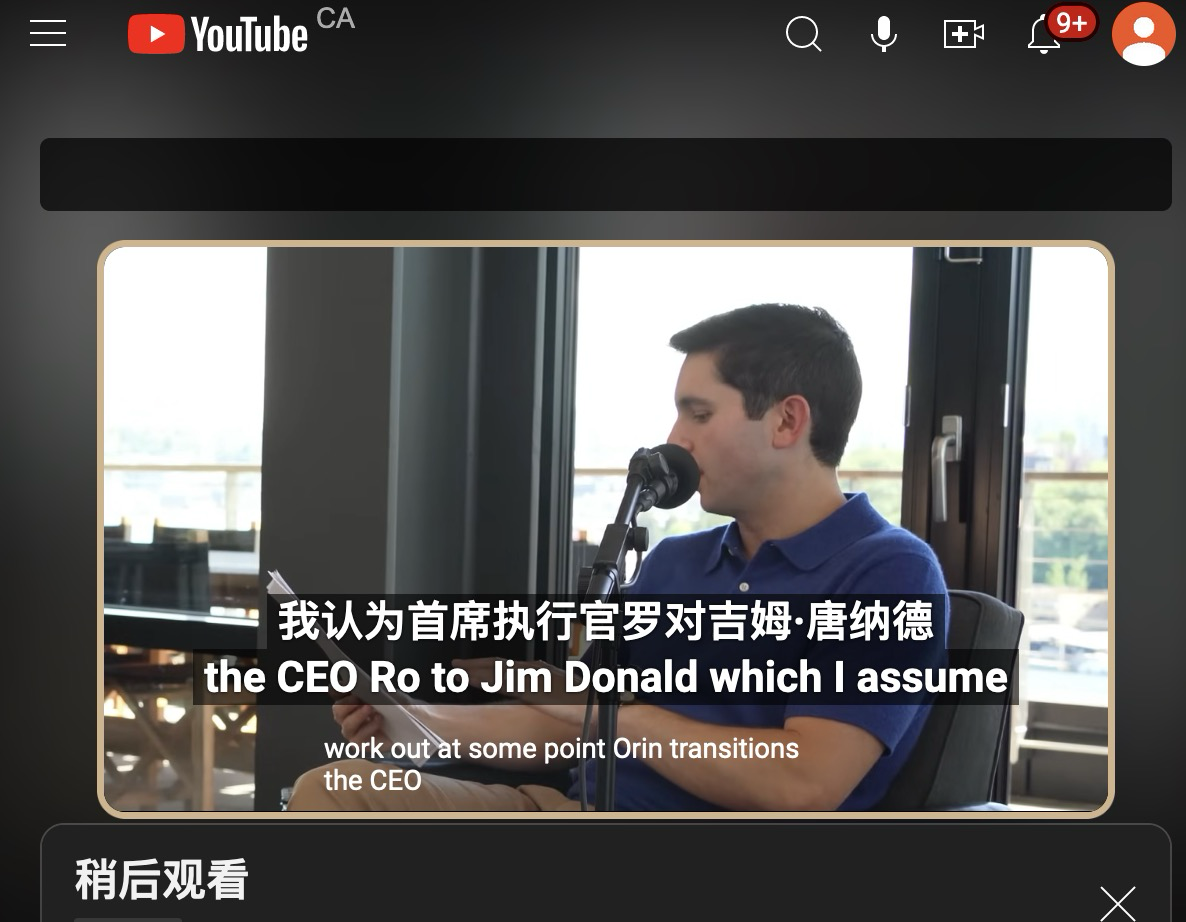 YouTube CA
9+
我认为首席执行官罗对吉姆·唐纳德
the CEO Ro to Jim Donald which I assume
work out at some point Orin transitions
the CEO
稍后观看